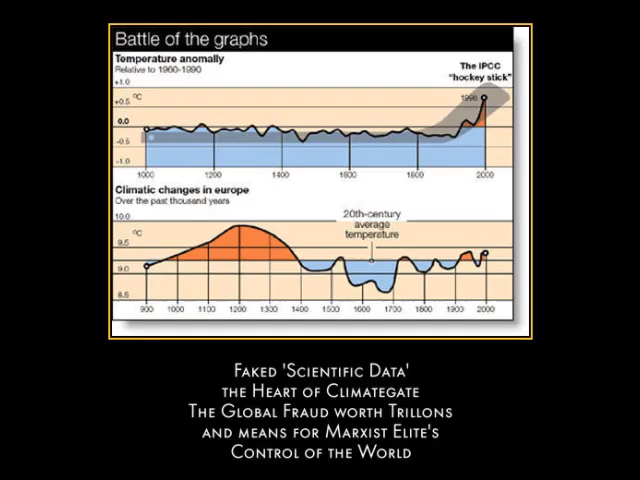 Battle of the graphs
Temperature anomaly
Relative to 1960-1990
The IPCC
"hockey stick"
+1.0
°C
1998
+0.5
0.0
-0.5
-1.0
1000 1200 1400 1600 1800 2000
Climatic changes in europe
Over the past thousand years
10.0
°C
20th-century
average
temperature
9.5
9.0
8.5
900 1000 1100 1200 1300 1400 1500 1600 1700 1800 1900 2000
Faked 'Scientific Data'
the Heart of Climategate
The Global Fraud worth Trillons
and means for Marxist Elite's
Control of the World